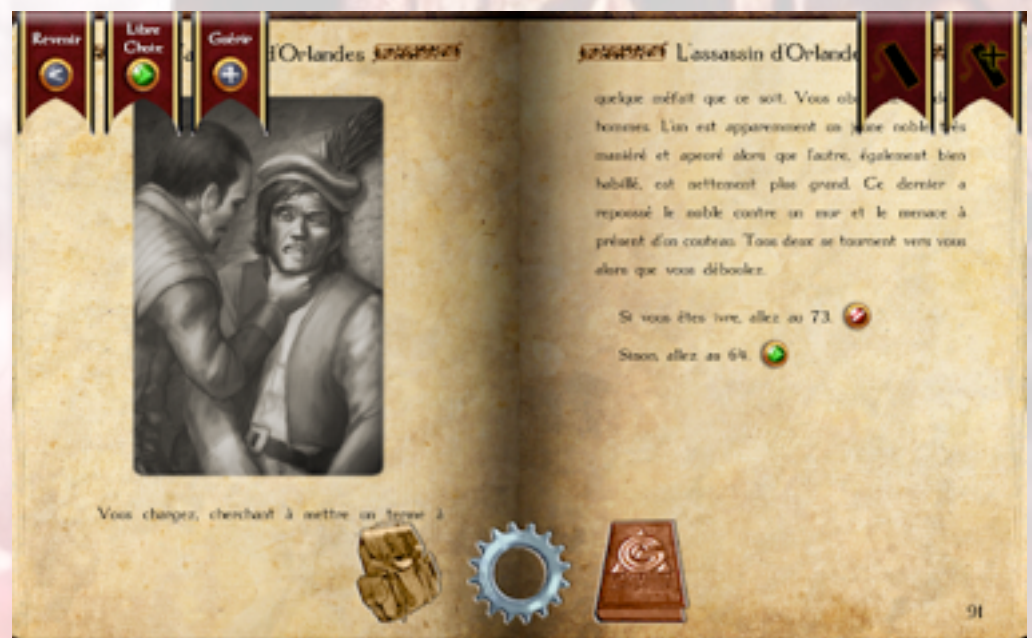 Revenir
Libre
Choix
Guérir
d'Orlandes
L'assassin d'Orlande
quelque méfait que ce soit. Vous
hommes. L'un est apparemment un jeune noble très
maniéré et apeuré alors que l'autre, également bien
habillé, est nettement plus grand. Ce dernier a
repoussé le noble contre un mur et le menace à
présent d'un couteau. Tous deux se tournent vers vous
alors que vous déboulez.
Si vous êtes ivre, allez au 73.
Sinon, allez au 64.
Vous chargez, cherchant à mettre un terme à
91